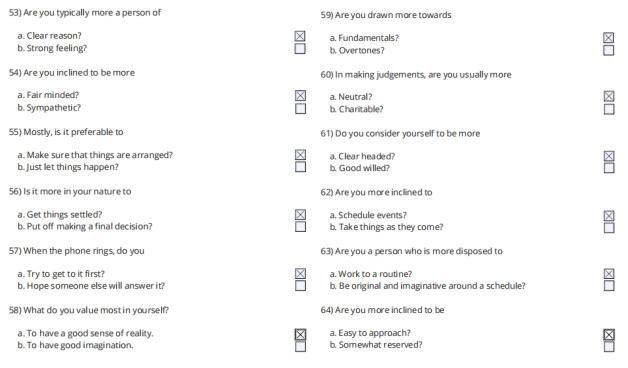 53) Are you typically more a person of
a. Clear reason?
b. Strong feeling?
54) Are you inclined to be more
a. Fair minded?
b. Sympathetic?
55) Mostly, is it preferable to
a. Make sure that things are arranged?
b. Just let things happen?
56) Is it more in your nature to
a. Get things settled?
b. Put off making a final decision?
57) When the phone rings, do you
a. Try to get to it first?
b. Hope someone else will answer it?
58) What do you value most in yourself?
a. To have a good sense of reality.
b. To have good imagination.
59) Are you drawn more towards
a. Fundamentals?
b. Overtones?
60) In making judgements, are you usually more
a. Neutral?
b. Charitable?
61) Do you consider yourself to be more
a. Clear headed?
b. Good willed?
62) Are you more inclined to
a. Schedule events?
b. Take things as they come?
63) Are you a person who is more disposed to
a. Work to a routine?
b. Be original and imaginative around a schedule?
64) Are you more inclined to be
a. Easy to approach?
b. Somewhat reserved?